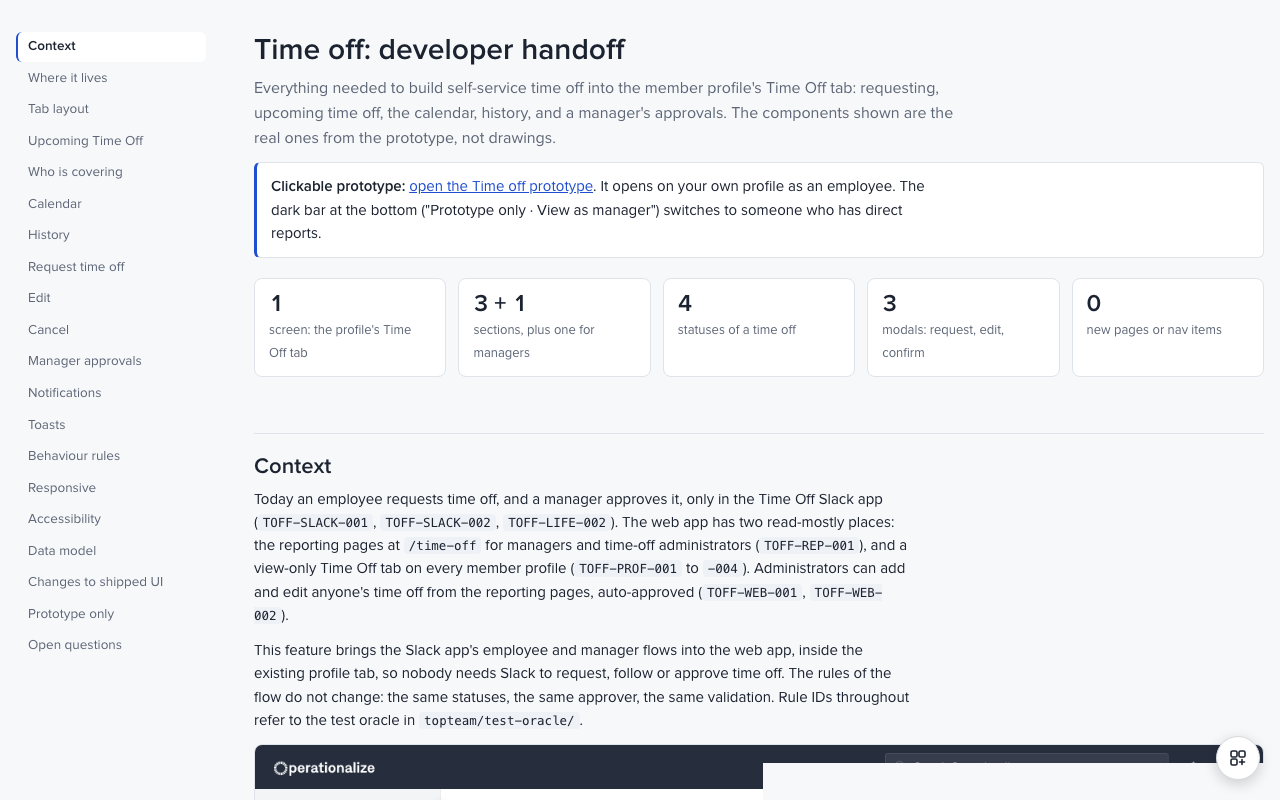 Context
Where it lives
Tab layout
Upcoming Time Off
Who is covering
Calendar
History
Request time off
Edit
Cancel
Manager approvals
Notifications
Toasts
Behaviour rules
Responsive
Accessibility
Data model
Changes to shipped UI
Prototype only
Open questions
Time off: developer handoff
Everything needed to build self-service time off into the member profile's Time Off tab: requesting,
upcoming time off, the calendar, history, and a manager's approvals. The components shown are the
real ones from the prototype, not drawings.
Clickable prototype: open the Time off prototype. It opens on your own profile as an employee. The
dark bar at the bottom ("Prototype only · View as manager") switches to someone who has direct
reports.
1
screen: the profile's Time
Off tab
3 + 1
sections, plus one for
managers
4
statuses of a time off
3
modals: request, edit,
confirm
0
new pages or nav items
Context
Today an employee requests time off, and a manager approves it, only in the Time Off Slack app
( TOFF-SLACK-001 , TOFF-SLACK-002 , TOFF-LIFE-002 ). The web app has two read-mostly places:
the reporting pages at /time-off for managers and time-off administrators ( TOFF-REP-001 ), and a
view-only Time Off tab on every member profile ( TOFF-PROF-001 to -004 ). Administrators can add
and edit anyone's time off from the reporting pages, auto-approved ( TOFF-WEB-001 , TOFF-WEB-
002 ).
This feature brings the Slack app's employee and manager flows into the web app, inside the
existing profile tab, so nobody needs Slack to request, follow or approve time off. The rules of the
flow do not change: the same statuses, the same approver, the same validation. Rule IDs throughout
refer to the test oracle in topteam/test-oracle/ .
Operationalize